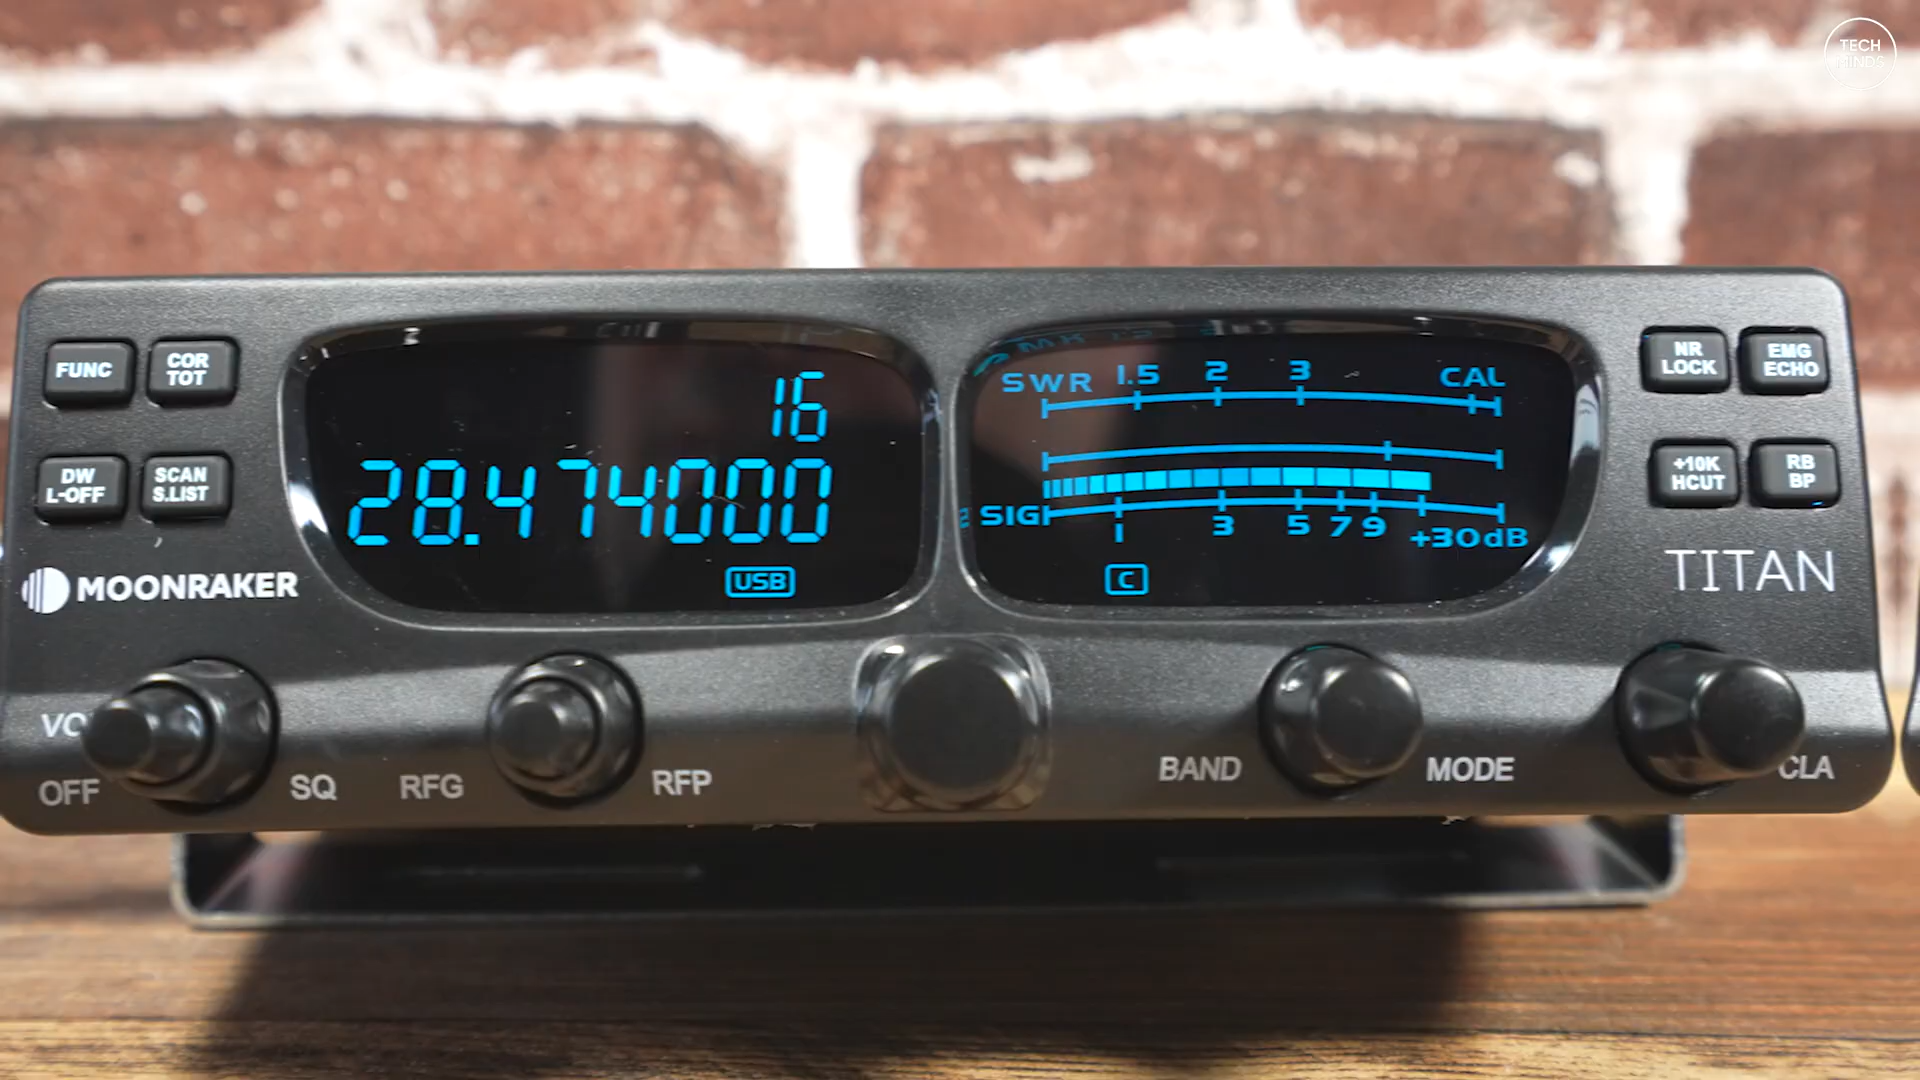 TECH
MINDS
FUNC
COR
TOT
DW
L-OFF
SCAN
S.LIST
MOONRAKER
16
28.474000
USB
SWR 1.5 2 3 CAL
SIG 1 3 5 7 9 +30dB
C
NR
LOCK
EMG
ECHO
+10K
HCUT
RB
BP
TITAN
OFF
SQ
RFG
RFP
BAND
MODE
CLA